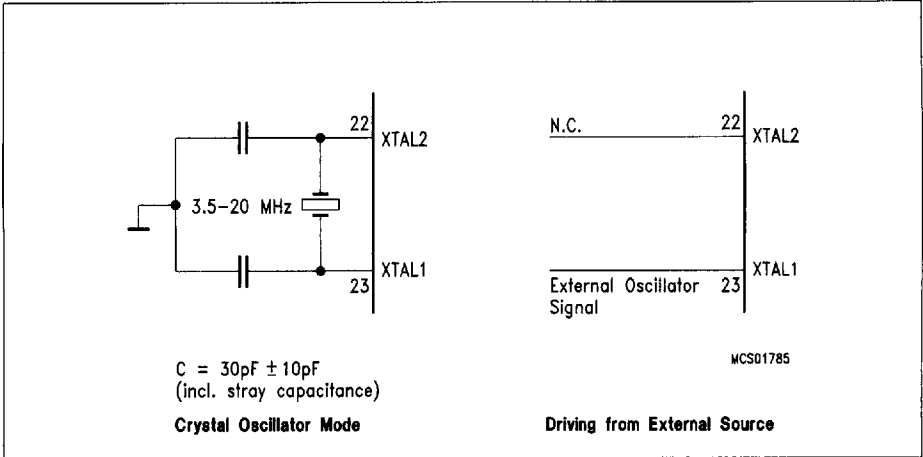 22
XTAL2
3.5-20 MHz
XTAL1
23
C = 30pF ± 10pF
(incl. stray capacitance)
Crystal Oscillator Mode
N.C.
22
XTAL2
XTAL1
External Oscillator
Signal
23
MCS01785
Driving from External Source